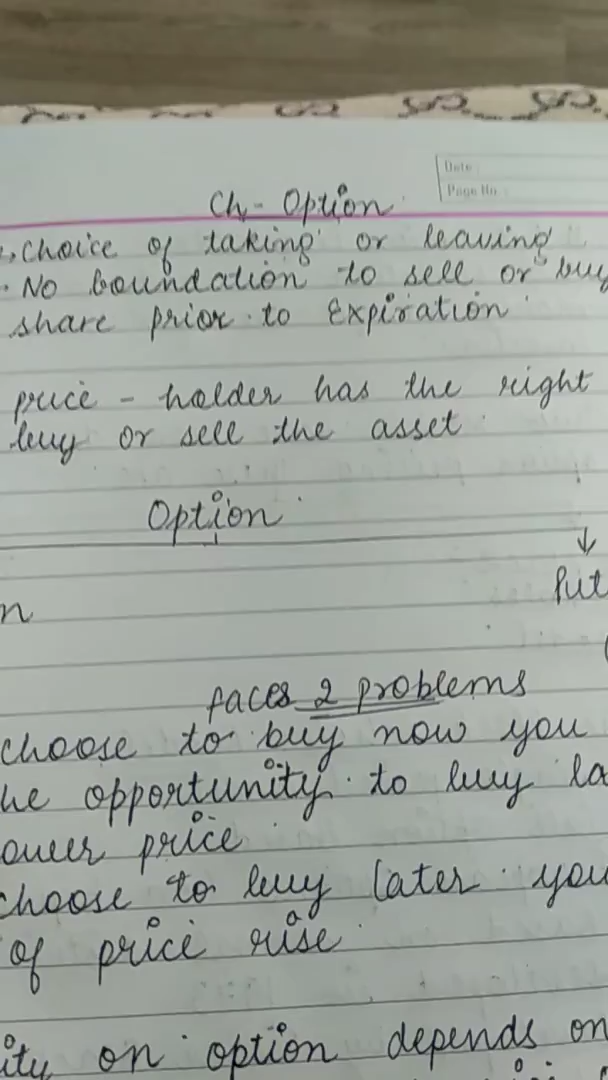 Date
Page No.
Ch - Option
Choice of taking or leaving
No boundation to sell or buy
share prior to expiration
price - holder has the right
buy or sell the asset
Option
↓
Put
n
faces 2 problems
choose to buy now you
he opportunity to buy la
ower price
choose to buy later you
of price rise
ity on option depends on